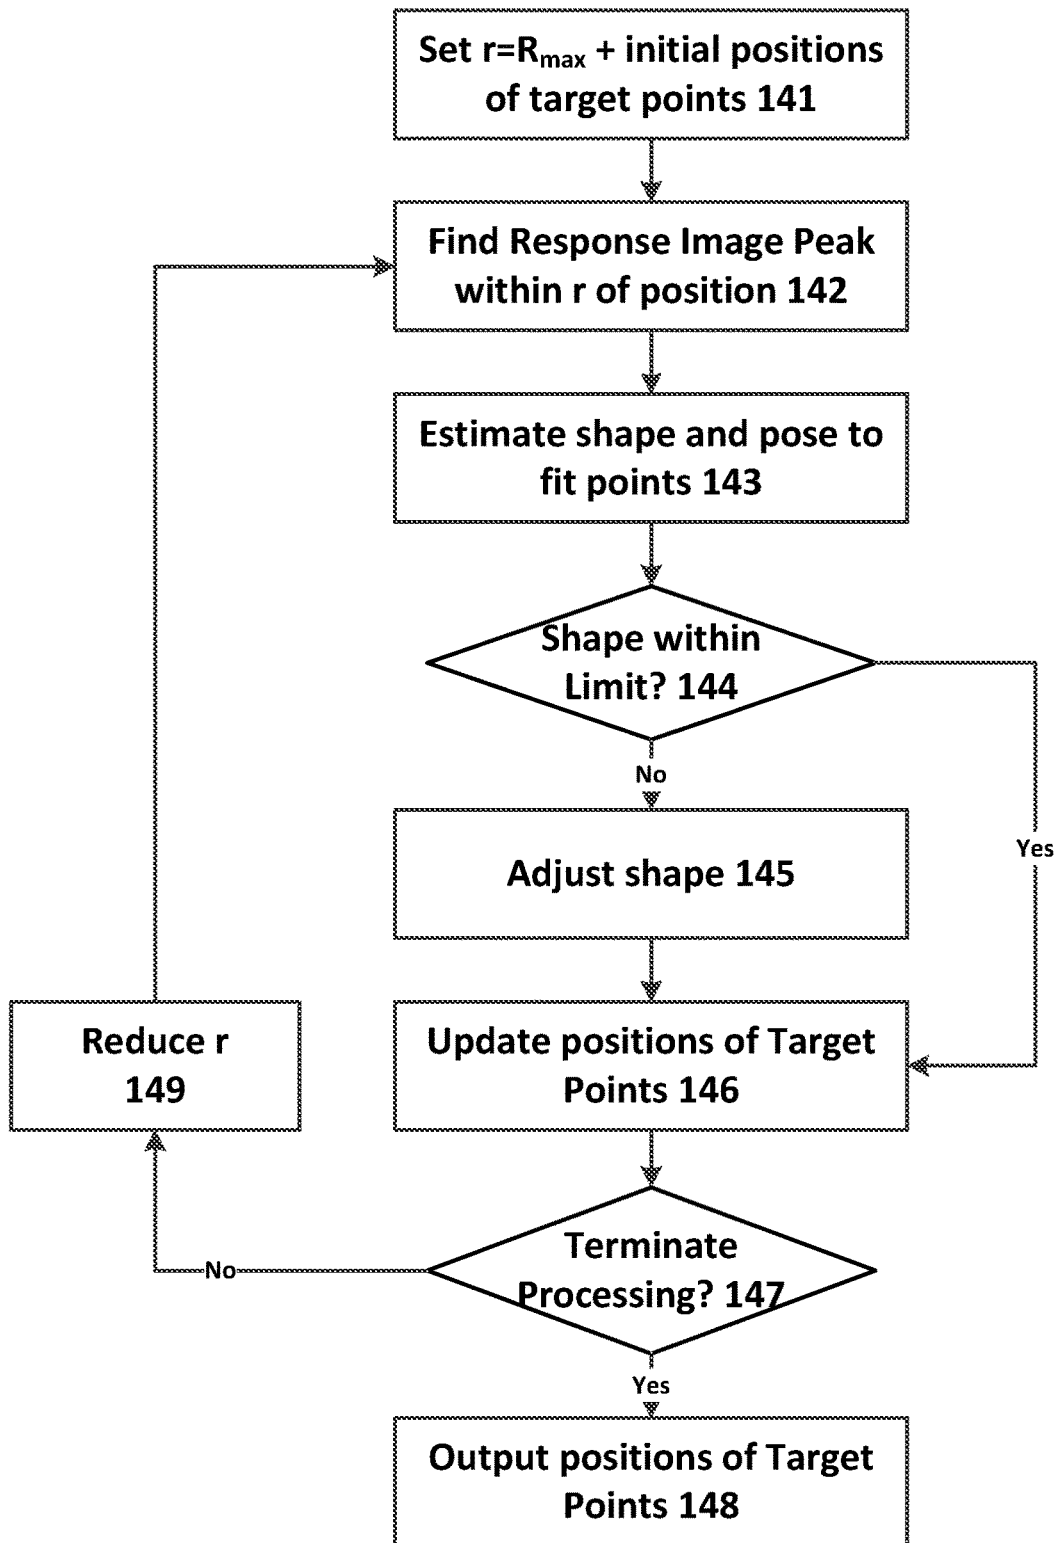 Set r=Rmax + initial positions
of target points 141
Find Response Image Peak
within r of position 142
Estimate shape and pose to
fit points 143
Shape within
Limit? 144
No
Yes
Adjust shape 145
Reduce r
149
Update positions of Target
Points 146
Terminate
Processing? 147
No
Yes
Output positions of Target
Points 148